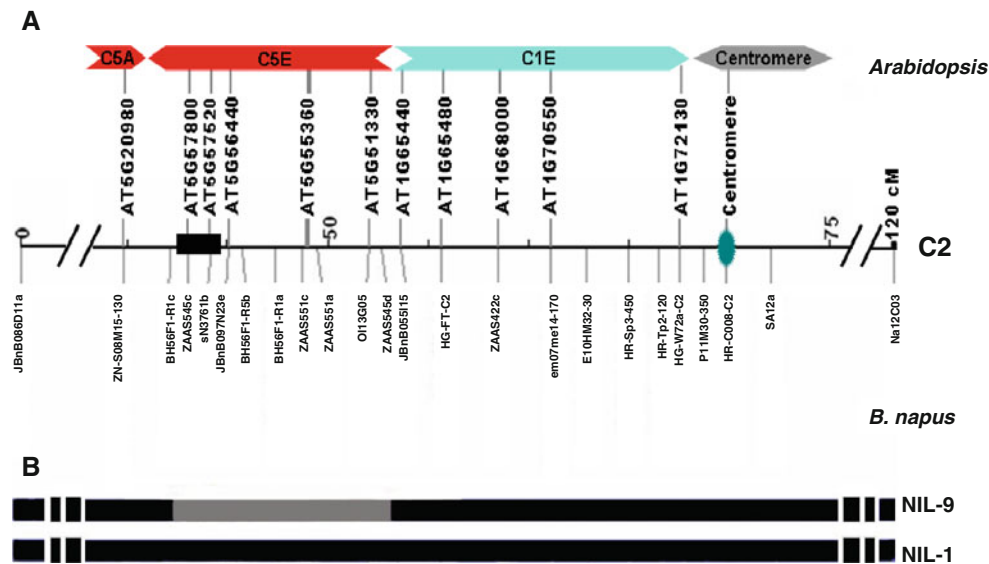 A
C5A
C5E
C1E
Centromere
Arabidopsis
AT5G20980
AT5G57800
AT5G57520
AT5G56440
AT5G55360
AT5G51330
AT1G65440
AT1G65480
AT1G68000
AT1G70550
AT1G72130
Centromere
0
50
75
120 cM
C2
JBnB086D11a
ZN-S08M15-130
BH56F1-R1c
ZAAS545c
sN3761b
JBnB097N23e
BH56F1-R5b
BH56F1-R1a
ZAAS551c
ZAAS551a
OI13G05
ZAAS545d
JBnB055I15
HG-FT-C2
ZAAS422c
em07me14-170
E10HM32-30
HR-Sp3-450
HR-Tp2-120
HG-W72a-C2
P11M30-350
HR-C008-C2
SA12a
Na12C03
B. napus
B
NIL-9
NIL-1